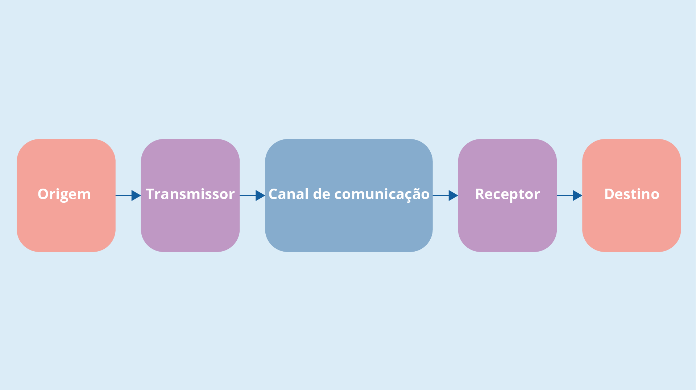 Origem
Transmissor
Canal de comunicação
Receptor
Destino